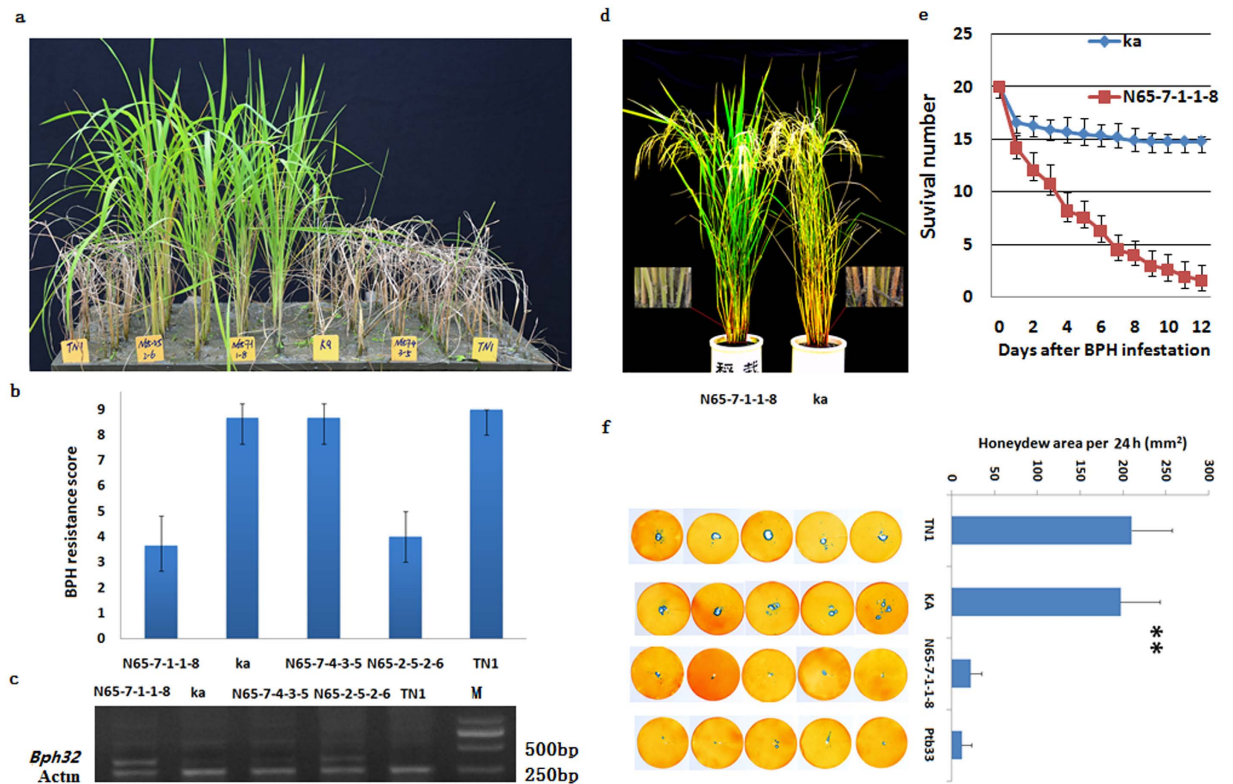 a
TN1
ka
TN1
b
BPH resistance score
9
8
7
6
5
4
3
2
1
0
N65-7-1-1-8 ka N65-7-4-3-5 N65-2-5-2-6 TN1
c
N65-7-1-1-8 ka N65-7-4-3-5 N65-2-5-2-6 TN1 M
Bph32
Actin
500bp
250bp
d
N65-7-1-1-8 ka
e
Suvival number
25
20
15
10
5
0
ka
N65-7-1-1-8
0 2 4 6 8 10 12
Days after BPH infestation
f
Honeydew area per 24 h (mm²)
0 50 100 150 200 250 300
TN1
KA
**
N65-7-1-1-8
Ptb33